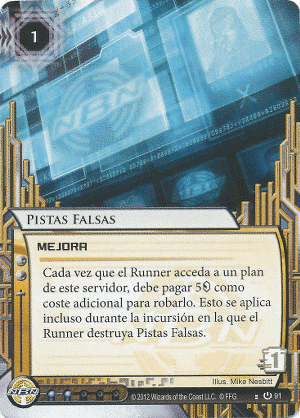 1
NBN
PISTAS FALSAS
MEJORA
Cada vez que el Runner acceda a un plan
de este servidor, debe pagar 5 como
coste adicional para robarlo. Esto se aplica
incluso durante la incursión en la que el
Runner destruya Pistas Falsas.
1
Illus. Mike Nesbitt
NBN
© 2012 Wizards of the Coast LLC. © FFG
91